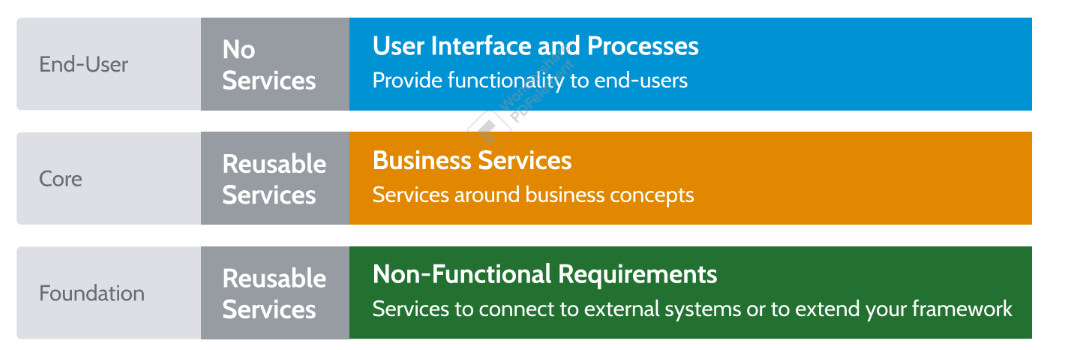 End-User
No
Services
User Interface and Processes
Provide functionality to end-users
Wondershare
PDFelement
Core
Reusable
Services
Business Services
Services around business concepts
Foundation
Reusable
Services
Non-Functional Requirements
Services to connect to external systems or to extend your framework